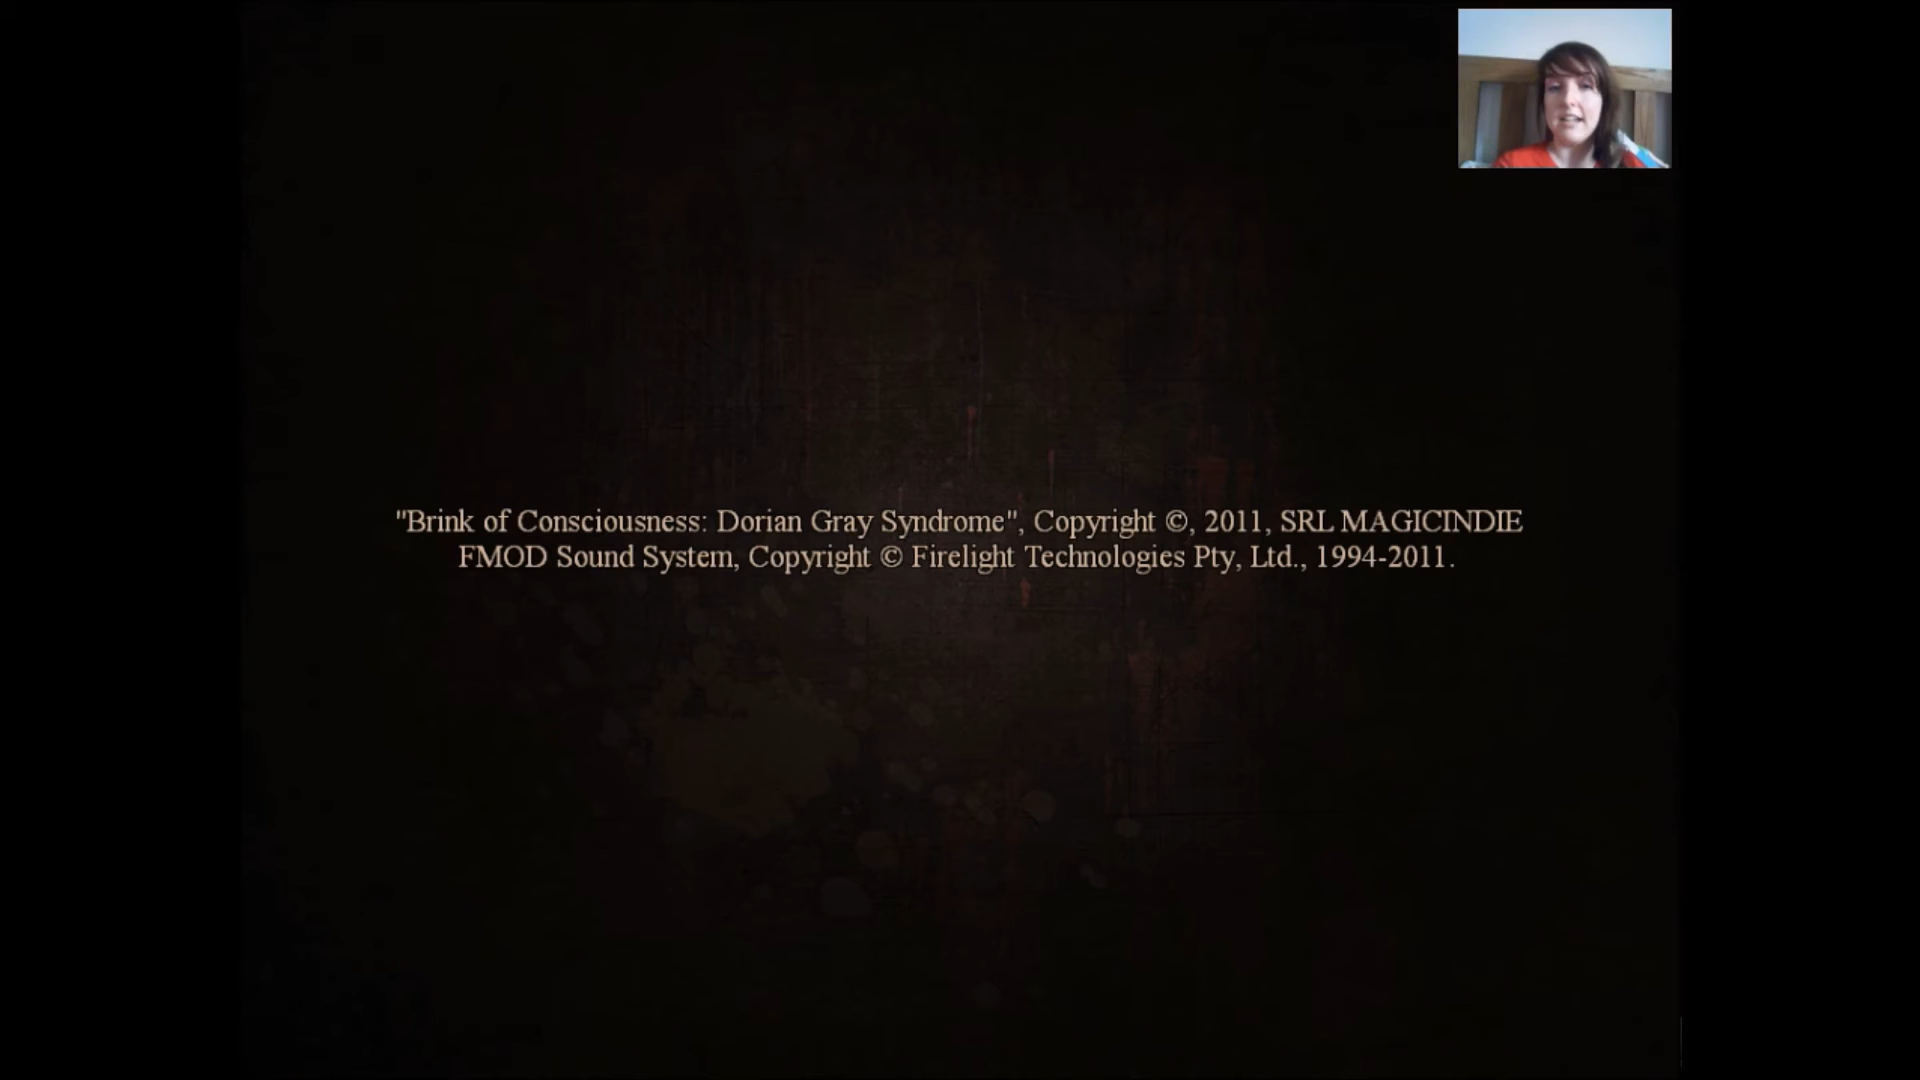 "Brink of Consciousness: Dorian Gray Syndrome", Copyright ©, 2011, SRL MAGICINDIE
FMOD Sound System, Copyright © Firelight Technologies Pty, Ltd., 1994-2011.